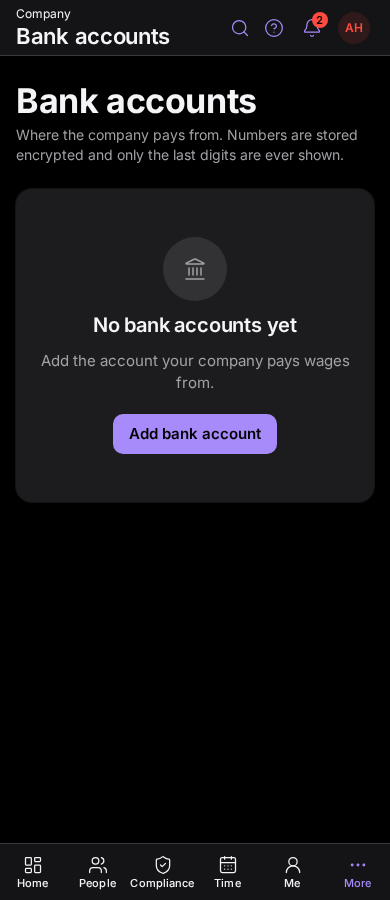 Company
Bank accounts
2
AH
Bank accounts
Where the company pays from. Numbers are stored
encrypted and only the last digits are ever shown.
No bank accounts yet
Add the account your company pays wages
from.
Add bank account
Home
People
Compliance
Time
Me
More